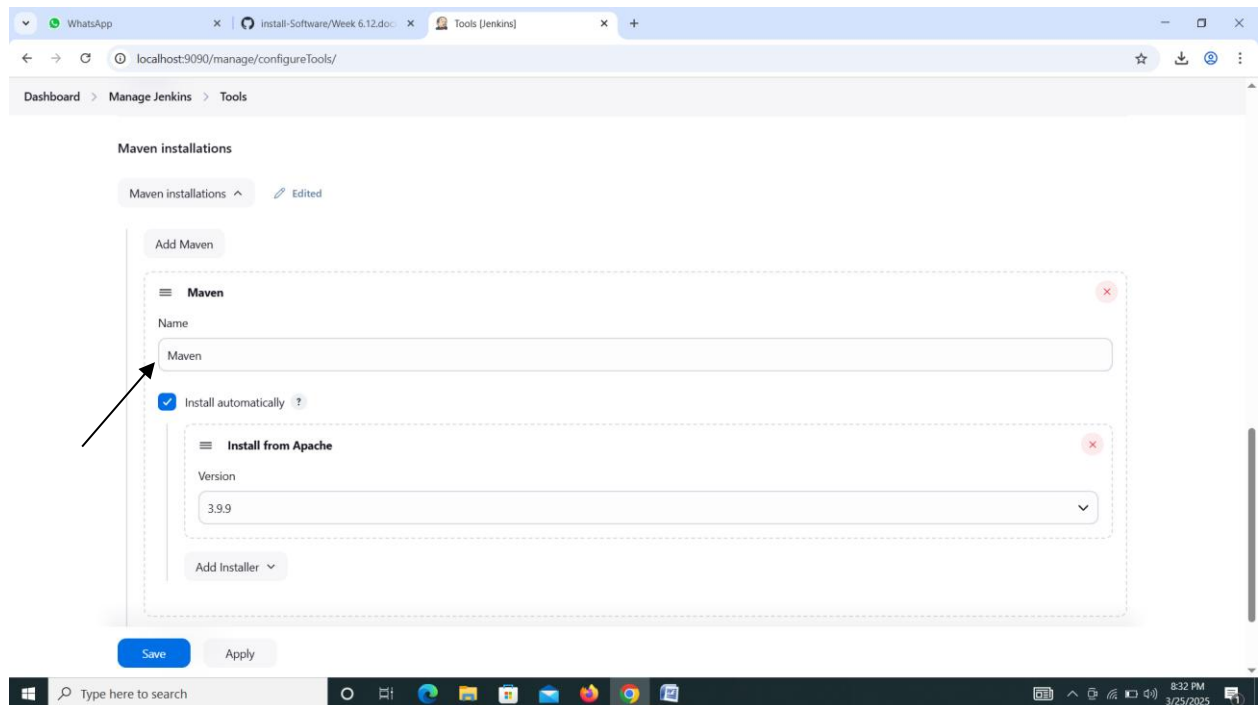 WhatsApp
install-Software/Week 6.12.doc
Tools [Jenkins]
localhost:9090/manage/configureTools/
Dashboard > Manage Jenkins > Tools
Maven installations
Maven installations
Edited
Add Maven
Maven
Name
Maven
Install automatically ?
Install from Apache
Version
3.9.9
Add Installer
Save
Apply
Type here to search
8:32 PM
3/25/2025